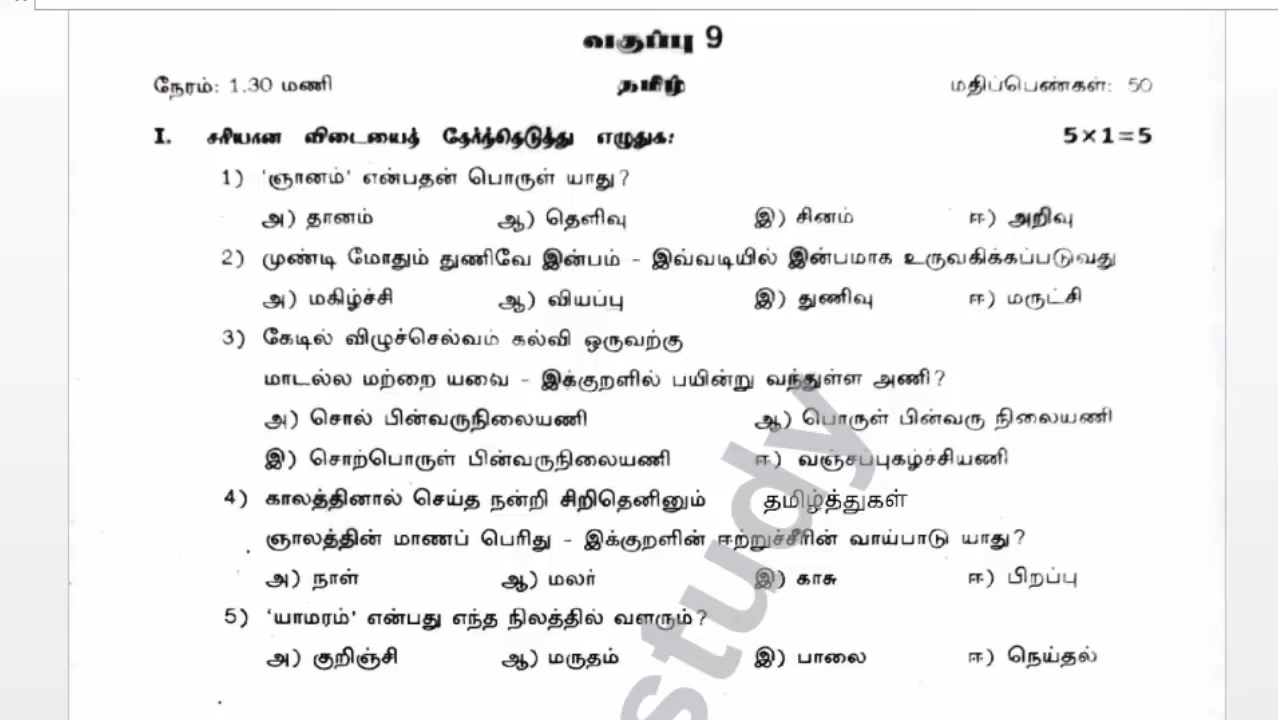 வகுப்பு 9
நேரம்: 1.30 மணி தமிழ் மதிப்பெண்கள்: 50
I. சரியான விடையைத் தேர்ந்தெடுத்து எழுதுக: 5×1=5
1) 'ஞானம்' என்பதன் பொருள் யாது?
அ) தானம் ஆ) தெளிவு இ) சினம் ஈ) அறிவு
2) முண்டி மோதும் துணிவே இன்பம் - இவ்வடியில் இன்பமாக உருவகிக்கப்படுவது
அ) மகிழ்ச்சி ஆ) வியப்பு இ) துணிவு ஈ) மருட்சி
3) கேடில் விழுச்செல்வம் கல்வி ஒருவற்கு
மாடல்ல மற்றை யவை - இக்குறளில் பயின்று வந்துள்ள அணி?
அ) சொல் பின்வருநிலையணி ஆ) பொருள் பின்வரு நிலையணி
இ) சொற்பொருள் பின்வருநிலையணி ஈ) வஞ்சப்புகழ்ச்சியணி
4) காலத்தினால் செய்த நன்றி சிறிதெனினும் தமிழ்த்துகள்
ஞாலத்தின் மாணப் பெரிது - இக்குறளின் ஈற்றுச்சீரின் வாய்பாடு யாது?
அ) நாள் ஆ) மலர் இ) காசு ஈ) பிறப்பு
5) 'யாமரம்' என்பது எந்த நிலத்தில் வளரும்?
அ) குறிஞ்சி ஆ) மருதம் இ) பாலை ஈ) நெய்தல்
study